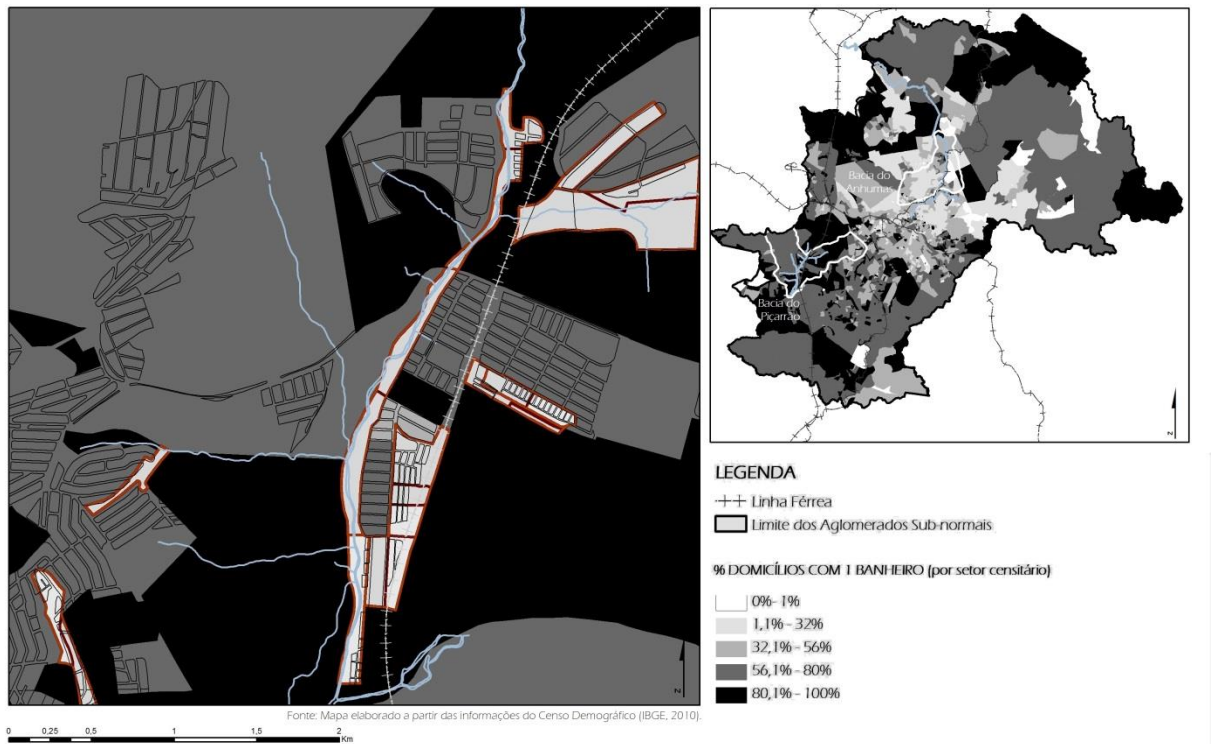 Bacia do
Anhumas
Bacia do
Piçarrão
N
N
LEGENDA
Linha Férrea
Limite dos Aglomerados Sub-normais
% DOMICÍLIOS COM 1 BANHEIRO (por setor censitário)
0% - 1%
1,1% - 32%
32,1% - 56%
56,1% - 80%
80,1% - 100%
Fonte: Mapa elaborado a partir das informações do Censo Demográfico (IBGE, 2010).
0 0,25 0,5 1 1,5 2
Km